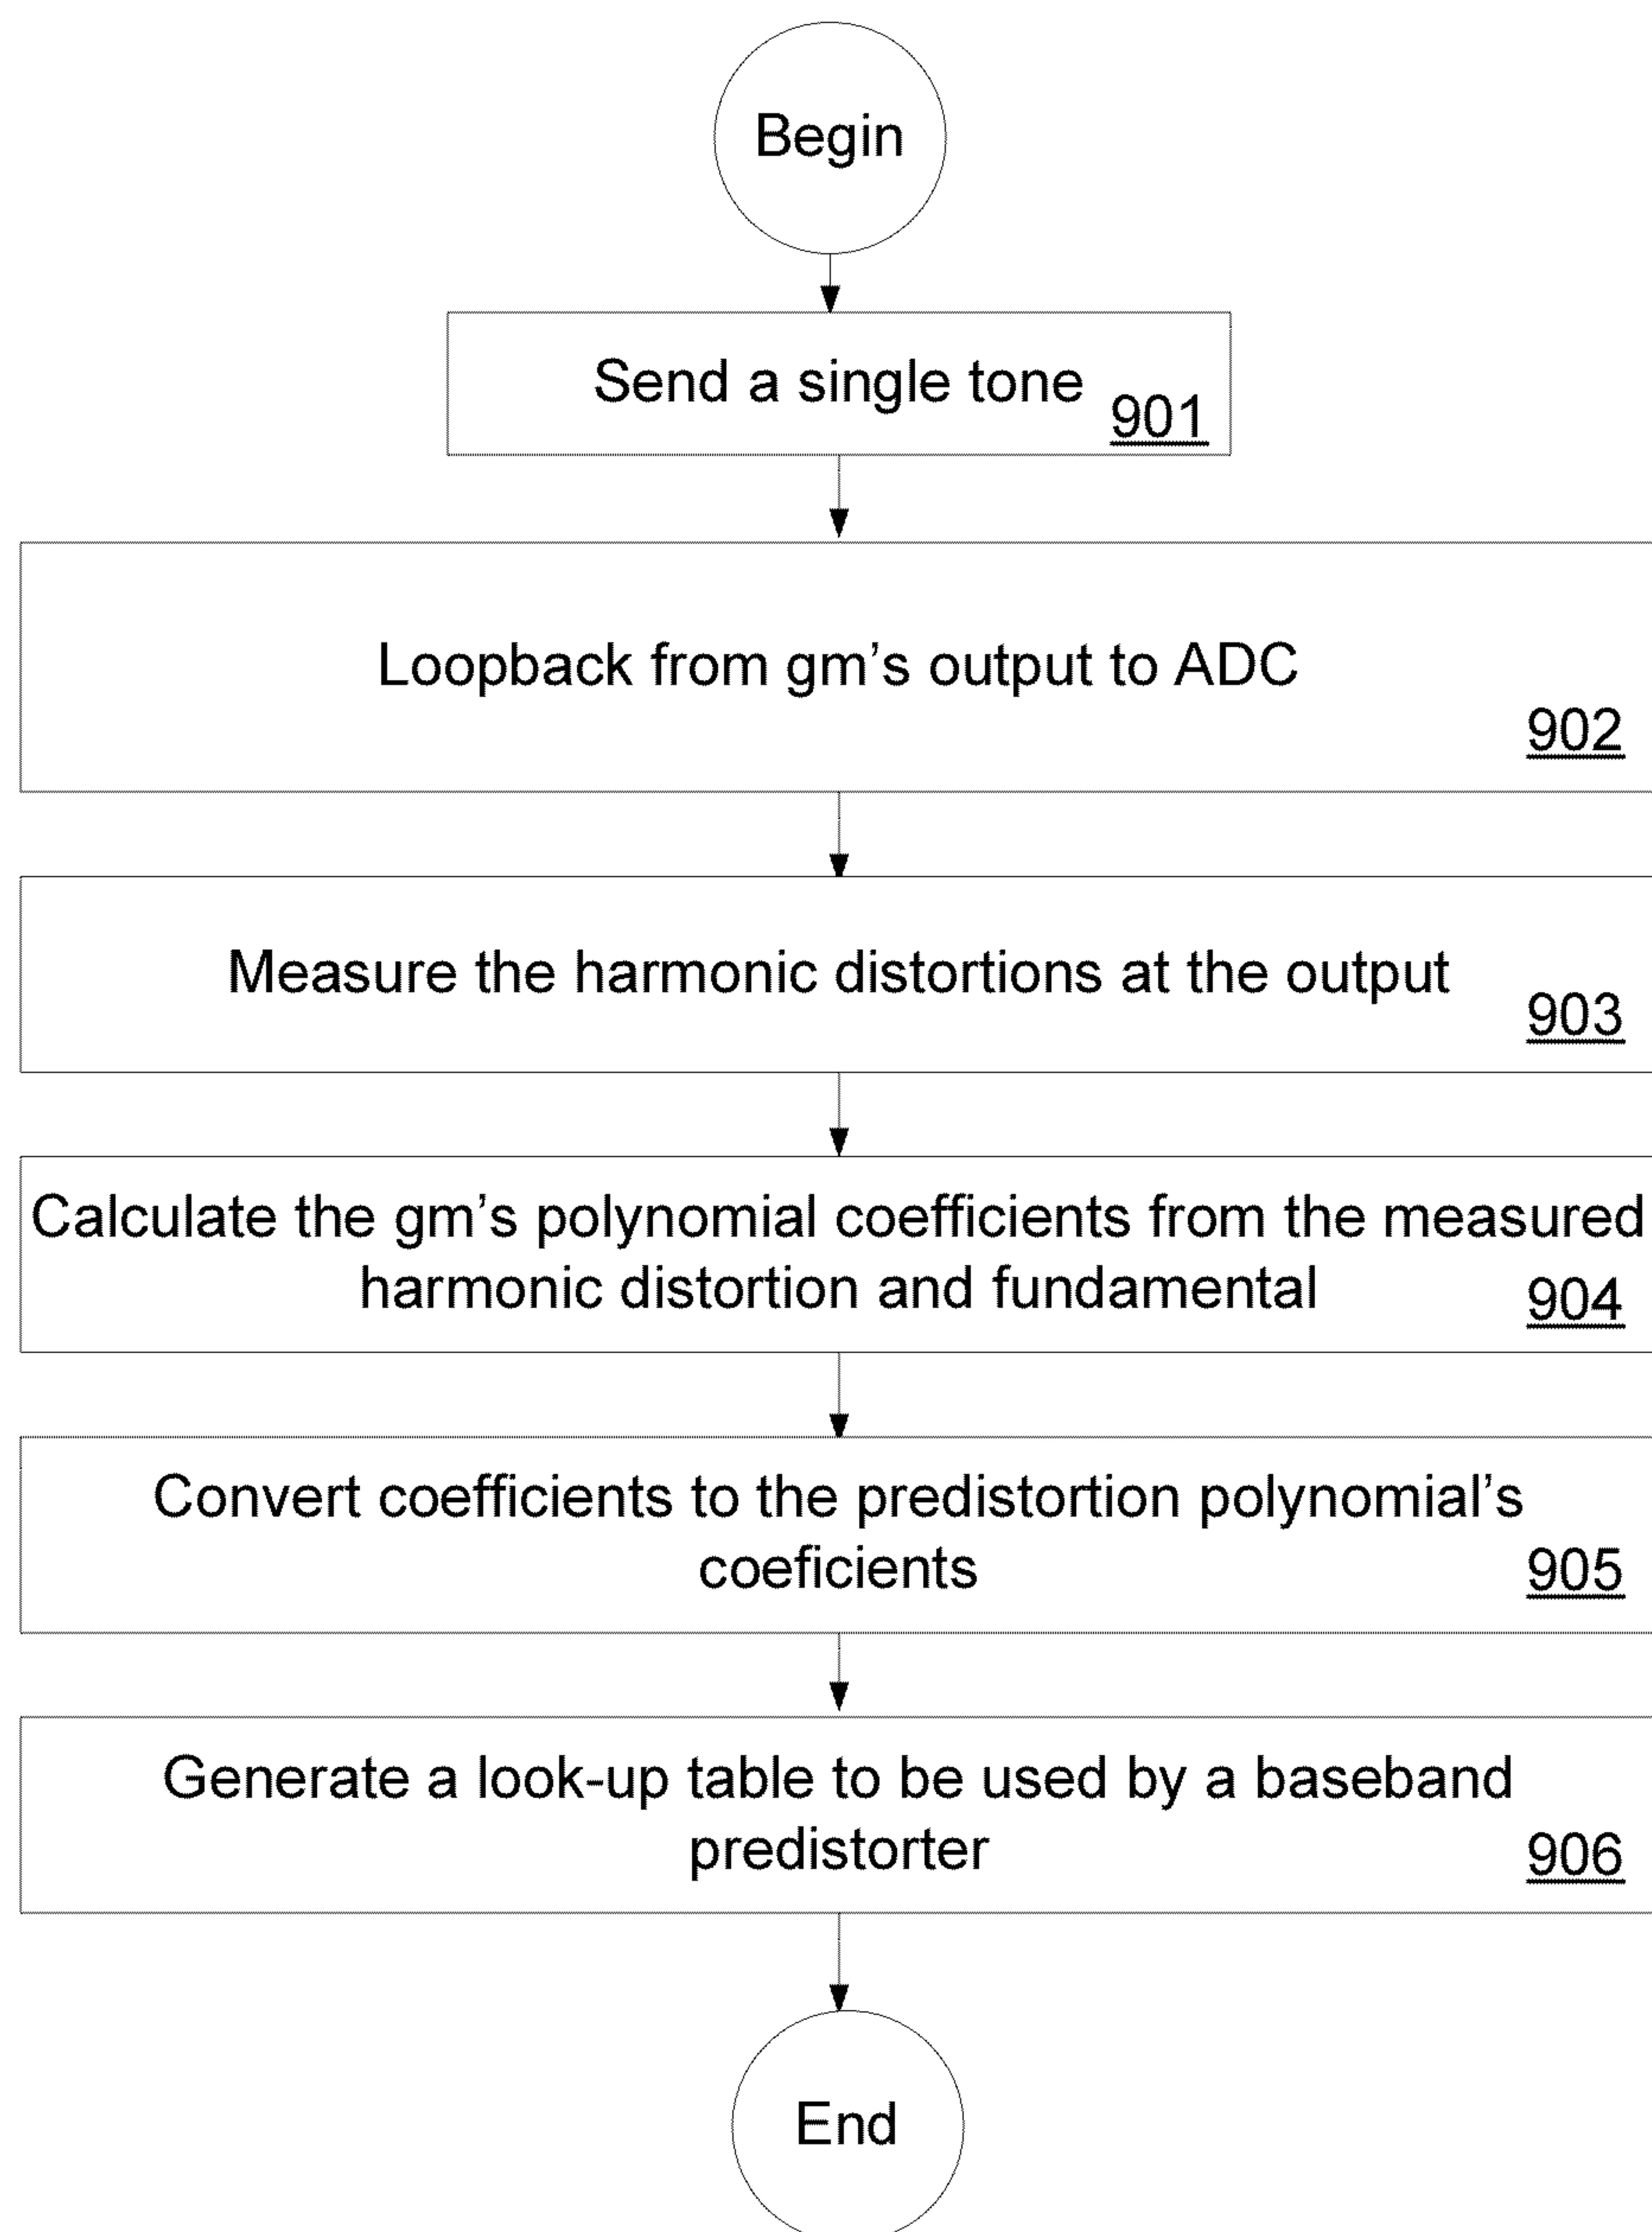 Begin
Send a single tone
901
Loopback from gm's output to ADC
902
Measure the harmonic distortions at the output
903
Calculate the gm's polynomial coefficients from the measured
harmonic distortion and fundamental
904
Convert coefficients to the predistortion polynomial's
coeficients
905
Generate a look-up table to be used by a baseband
predistorter
906
End